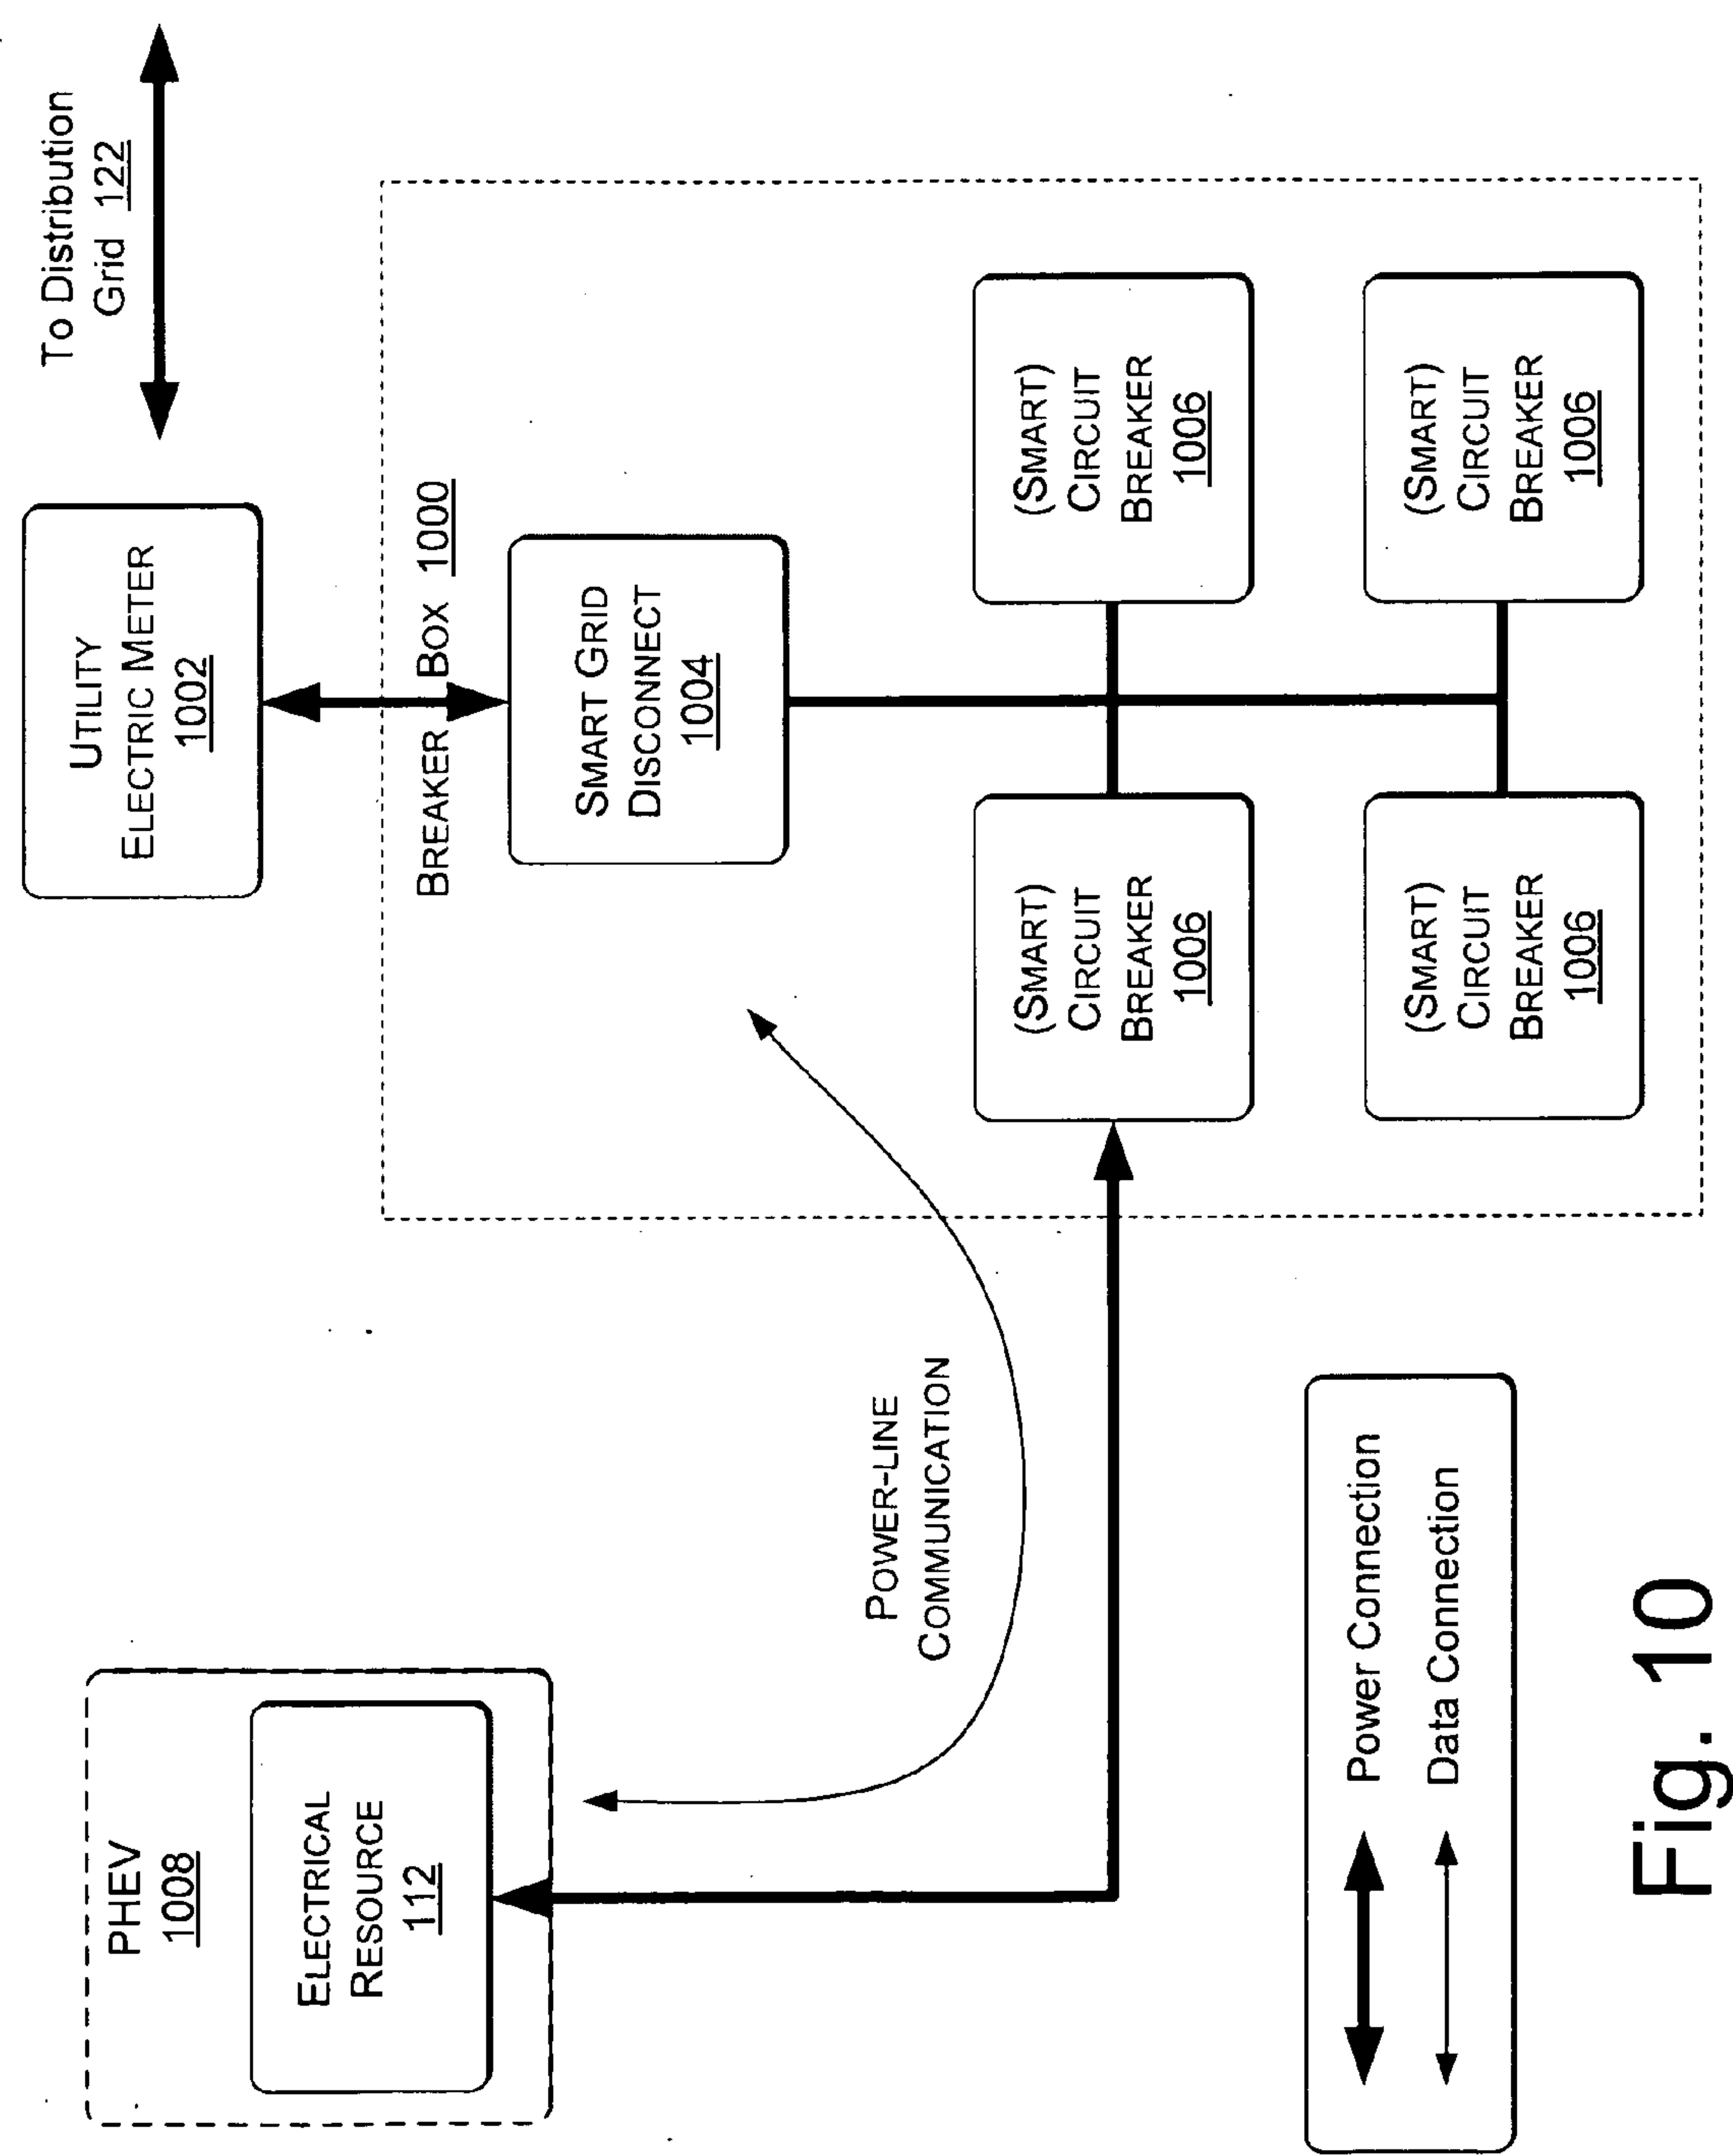 To Distribution
Grid 122
UTILITY
ELECTRIC METER
1002
BREAKER BOX 1000
SMART GRID
DISCONNECT
1004
(SMART)
CIRCUIT
BREAKER
1006
(SMART)
CIRCUIT
BREAKER
1006
(SMART)
CIRCUIT
BREAKER
1006
(SMART)
CIRCUIT
BREAKER
1006
PHEV
1008
ELECTRICAL
RESOURCE
112
POWER-LINE
COMMUNICATION
Power Connection
Data Connection
Fig. 10